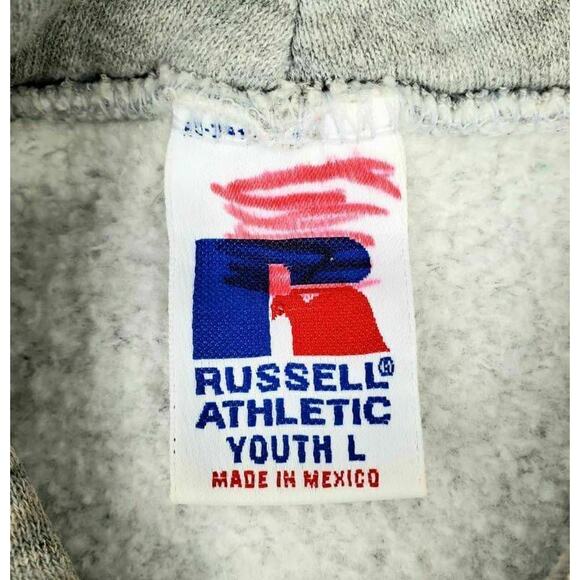 RUSSELL®
ATHLETIC
YOUTH L
MADE IN MEXICO